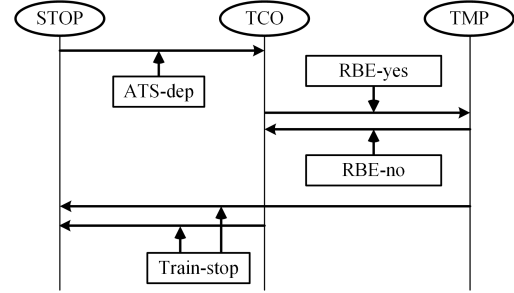 STOP TCO TMP
RBE-yes
ATS-dep
RBE-no
Train-stop